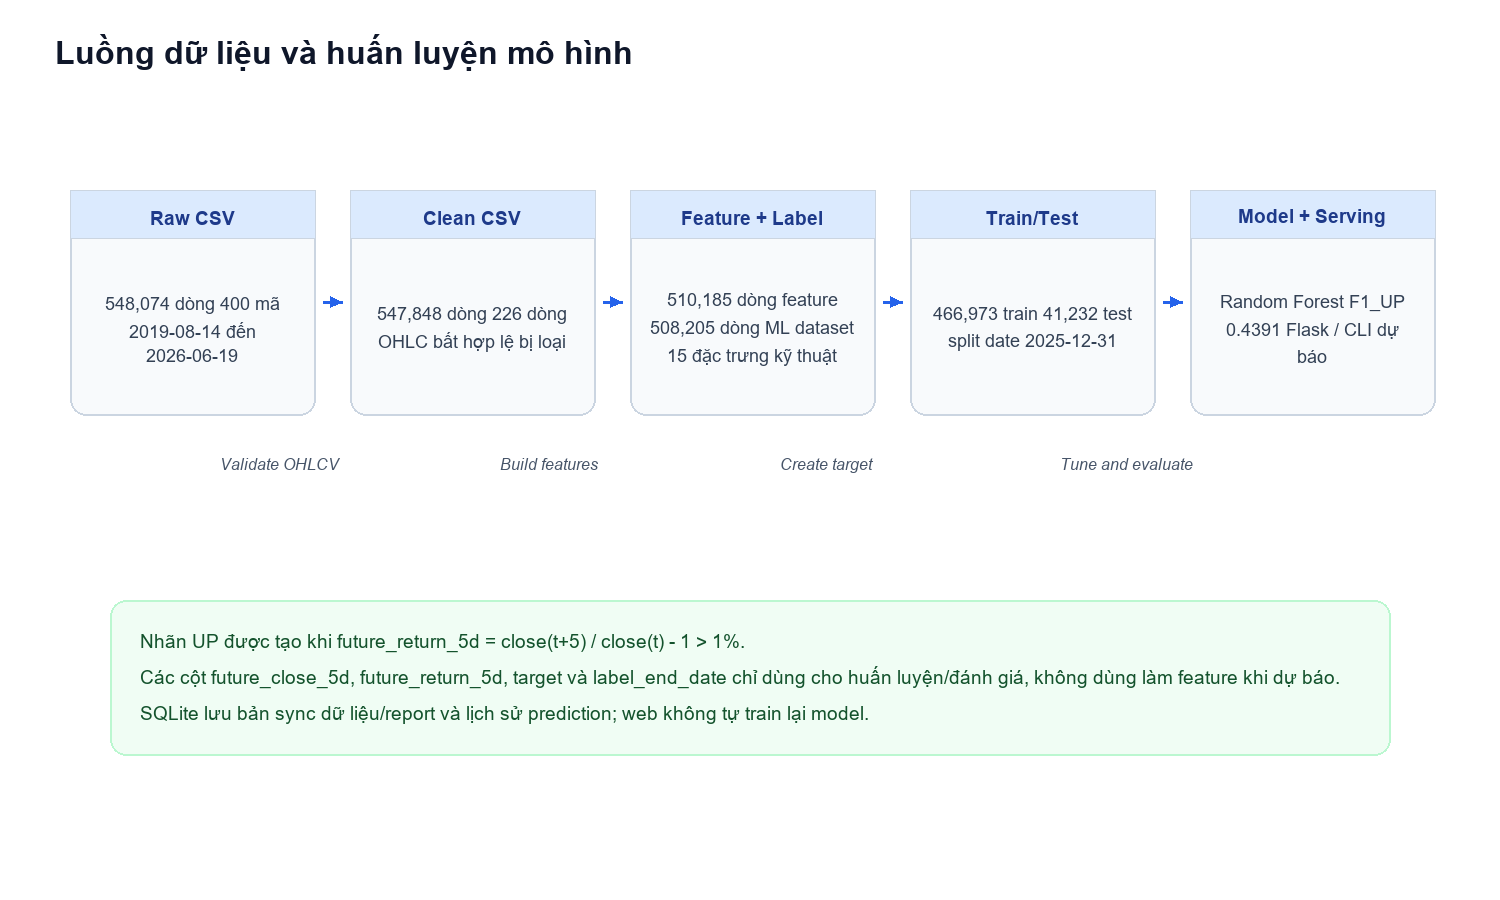 Luồng dữ liệu và huấn luyện mô hình
Raw CSV
548,074 dòng 400 mã
2019-08-14 đến
2026-06-19
Clean CSV
547,848 dòng 226 dòng
OHLC bất hợp lệ bị loại
Feature + Label
510,185 dòng feature
508,205 dòng ML dataset
15 đặc trưng kỹ thuật
Train/Test
466,973 train 41,232 test
split date 2025-12-31
Model + Serving
Random Forest F1_UP
0.4391 Flask / CLI dự
báo
Validate OHLCV
Build features
Create target
Tune and evaluate
Nhãn UP được tạo khi future_return_5d = close(t+5) / close(t) - 1 > 1%.
Các cột future_close_5d, future_return_5d, target và label_end_date chỉ dùng cho huấn luyện/đánh giá, không dùng làm feature khi dự báo.
SQLite lưu bản sync dữ liệu/report và lịch sử prediction; web không tự train lại model.